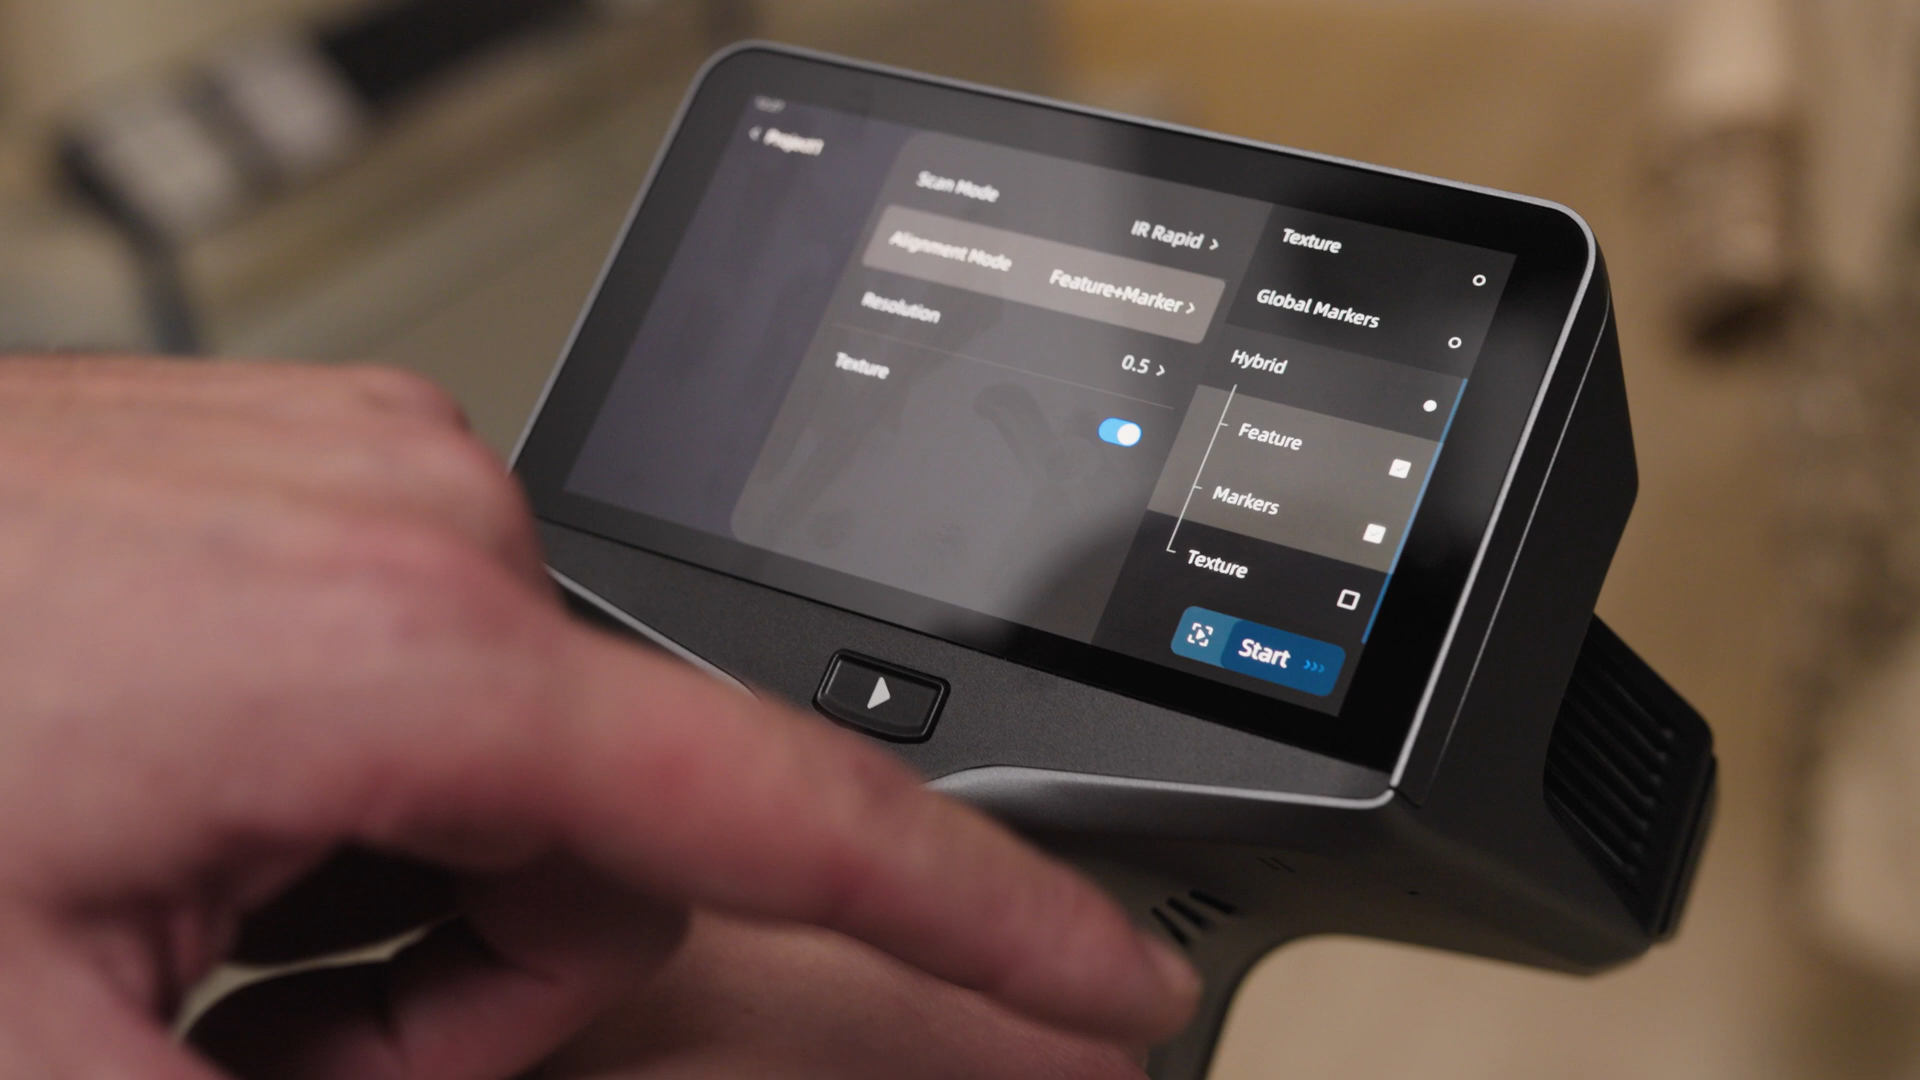 Project1
Scan Mode
IR Rapid
Alignment Mode
Feature+Marker
Resolution
0.5
Texture
Texture
Global Markers
Hybrid
Feature
Markers
Texture
Start